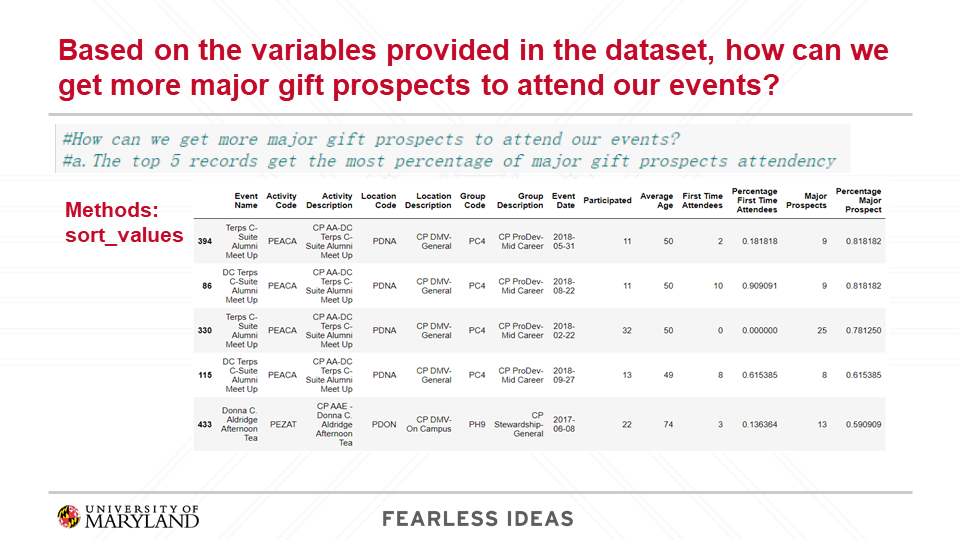 Based on the variables provided in the dataset, how can we
get more major gift prospects to attend our events?
#How can we get more major gift prospects to attend our events?
#a.The top 5 records get the most percentage of major gift prospects attendency
Methods:
sort_values
Event Name Activity Code Activity Description Location Code Location Description Group Code Group Description Event Date Participated Average Age First Time Attendees Percentage First Time Attendees Major Prospects Percentage Major Prospect
394 Terps C-Suite Alumni Meet Up PEACA CP AA-DC Terps C-Suite Alumni Meet Up PDNA CP DMV-General PC4 CP ProDev-Mid Career 2018-05-31 11 50 2 0.181818 9 0.818182
86 DC Terps C-Suite Alumni Meet Up PEACA CP AA-DC Terps C-Suite Alumni Meet Up PDNA CP DMV-General PC4 CP ProDev-Mid Career 2018-08-22 11 50 10 0.909091 9 0.818182
330 Terps C-Suite Alumni Meet Up PEACA CP AA-DC Terps C-Suite Alumni Meet Up PDNA CP DMV-General PC4 CP ProDev-Mid Career 2018-02-22 32 50 0 0.000000 25 0.781250
115 DC Terps C-Suite Alumni Meet Up PEACA CP AA-DC Terps C-Suite Alumni Meet Up PDNA CP DMV-General PC4 CP ProDev-Mid Career 2018-09-27 13 49 8 0.615385 8 0.615385
433 Donna C. Aldridge Afternoon Tea PEZAT CP AAE - Donna C. Aldridge Afternoon Tea PDON CP DMV-On Campus PH9 CP Stewardship-General 2017-06-08 22 74 3 0.136364 13 0.590909
UNIVERSITY OF
MARYLAND
FEARLESS IDEAS